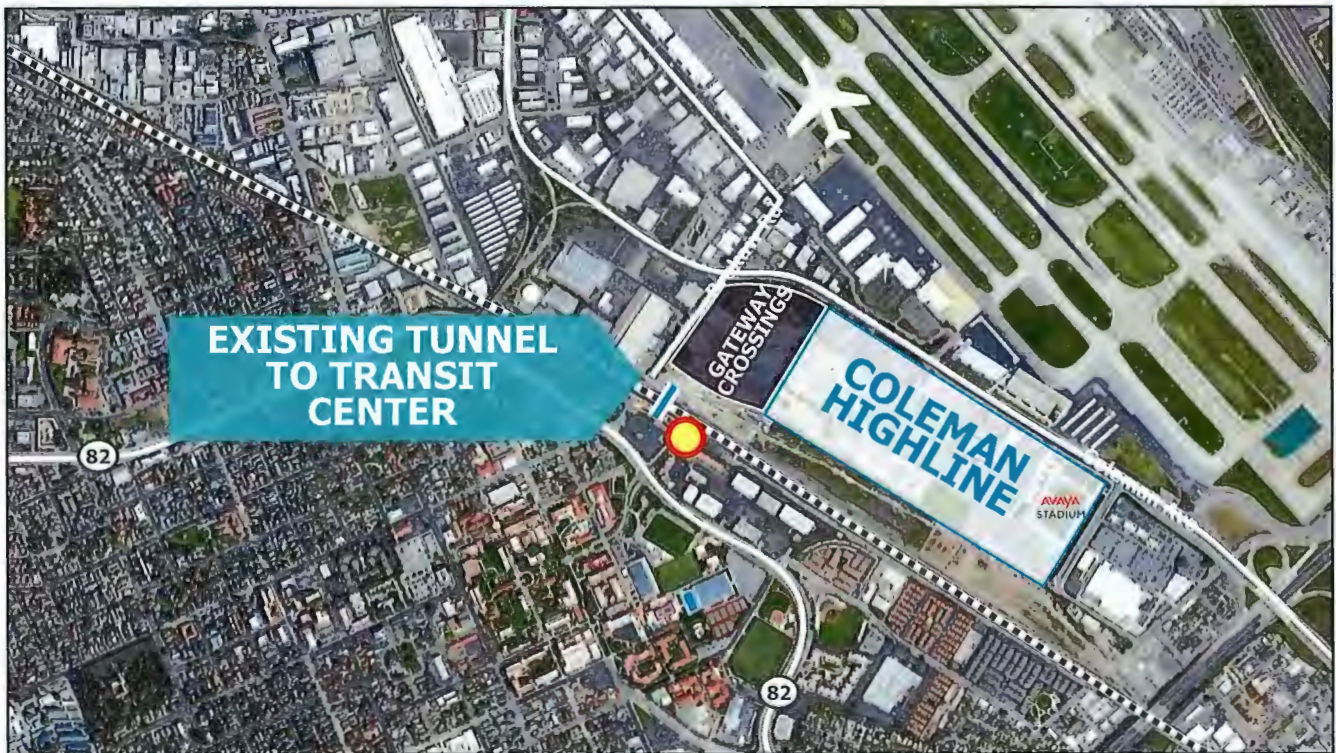 EXISTING TUNNEL
TO TRANSIT
CENTER
GATEWAY
CROSSINGS
COLEMAN
HIGHLINE
AVAYA
STADIUM
82
82